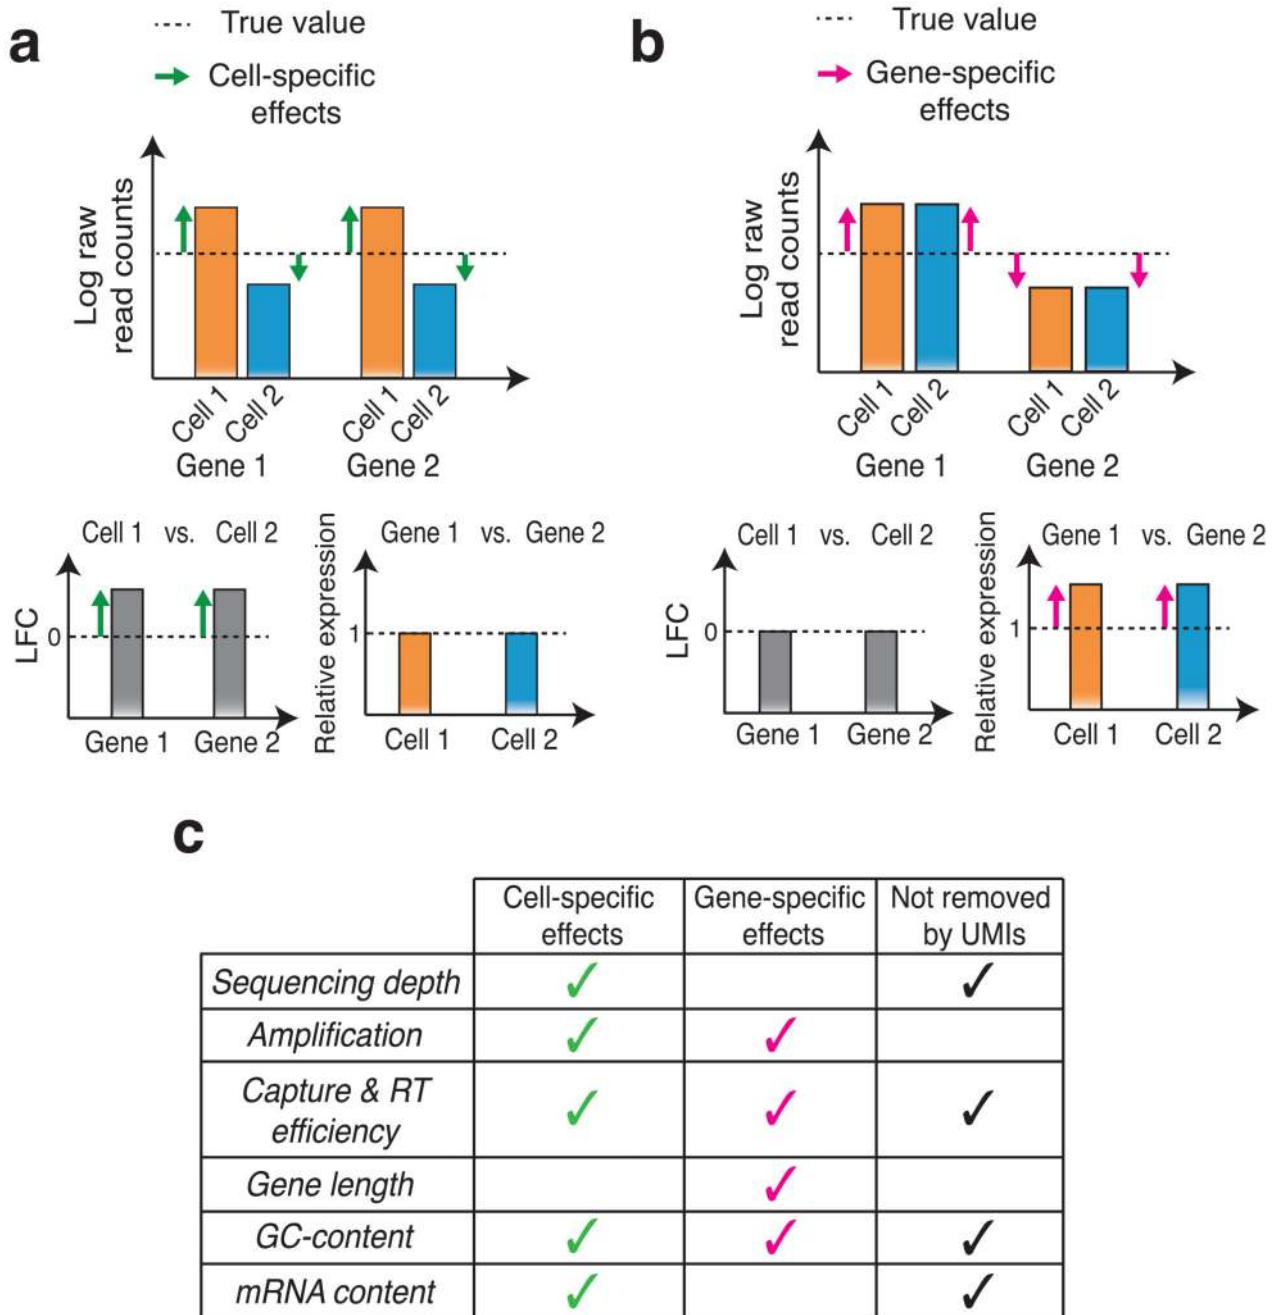 a
True value
Cell-specific
effects
Log raw
read counts
Cell 1
Cell 2
Cell 1
Cell 2
Gene 1
Gene 2
Cell 1 vs. Cell 2
LFC
0
Gene 1
Gene 2
Gene 1 vs. Gene 2
Relative expression
1
Cell 1
Cell 2
b
True value
Gene-specific
effects
Log raw
read counts
Cell 1
Cell 2
Cell 1
Cell 2
Gene 1
Gene 2
Cell 1 vs. Cell 2
LFC
0
Gene 1
Gene 2
Gene 1 vs. Gene 2
Relative expression
1
Cell 1
Cell 2
c
Cell-specific
effects
Gene-specific
effects
Not removed
by UMIs
Sequencing depth ✓ ✓
Amplification ✓ ✓
Capture & RT
efficiency ✓ ✓ ✓
Gene length ✓
GC-content ✓ ✓ ✓
mRNA content ✓ ✓